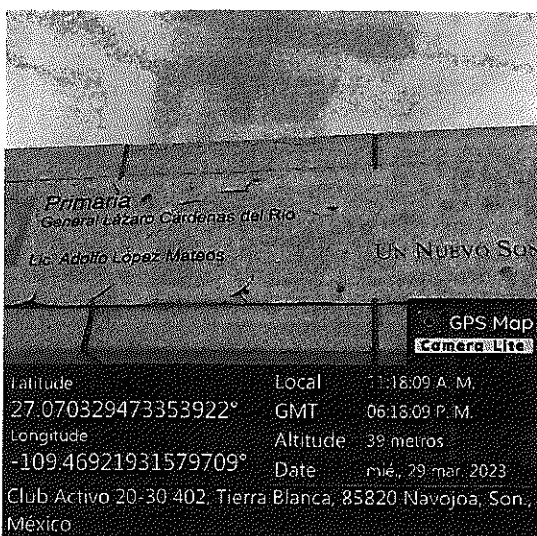 Primaria
General Lázaro Cárdenas del Río
Lic. Adolfo López Mateos
UN NUEVO SON
GPS Map
Camera Lite
Latitude
27.070329473353922°
Longitude
-109.46921931579709°
Local 11:18:09 A. M.
GMT 06:18:09 P. M.
Altitude 39 metros
Date mié., 29 mar. 2023
Club Activo 20-30 402, Tierra Blanca, 85820 Navojoa, Son.,
México